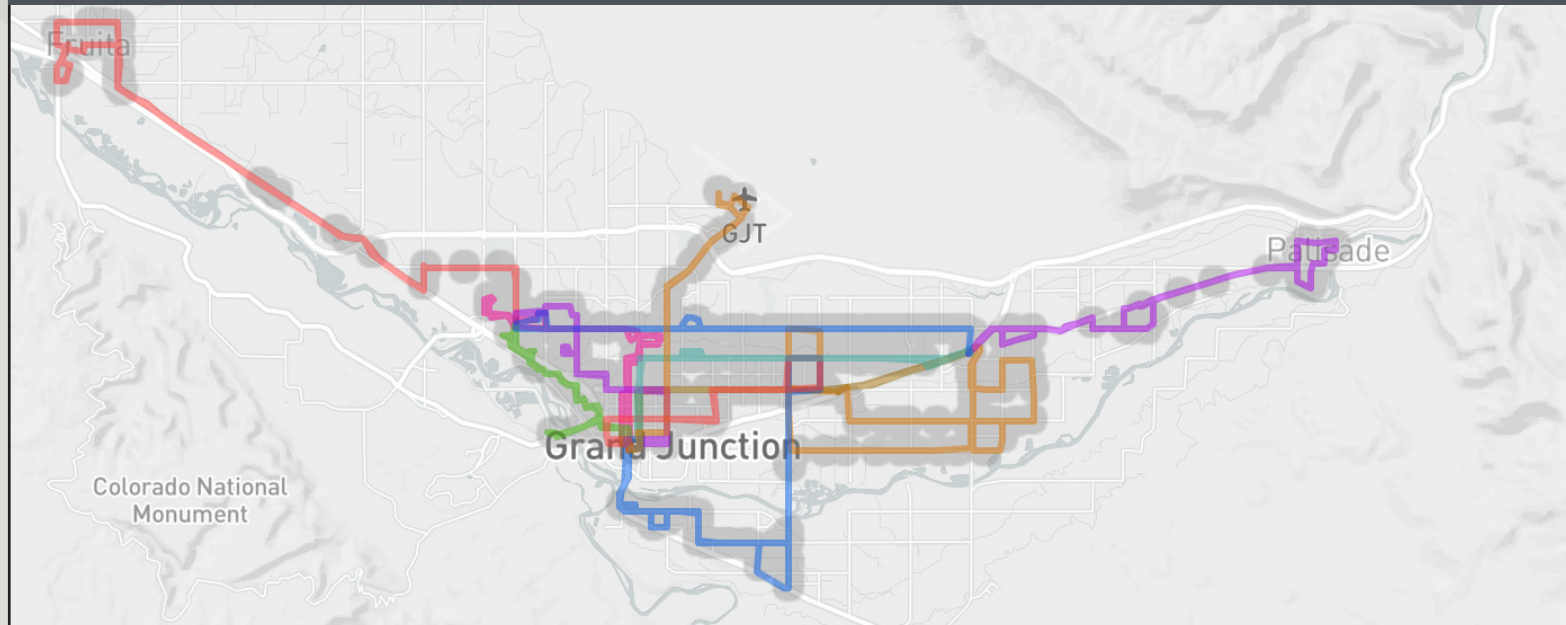 Fruita
GJT
Palisade
Grand Junction
Colorado National
Monument